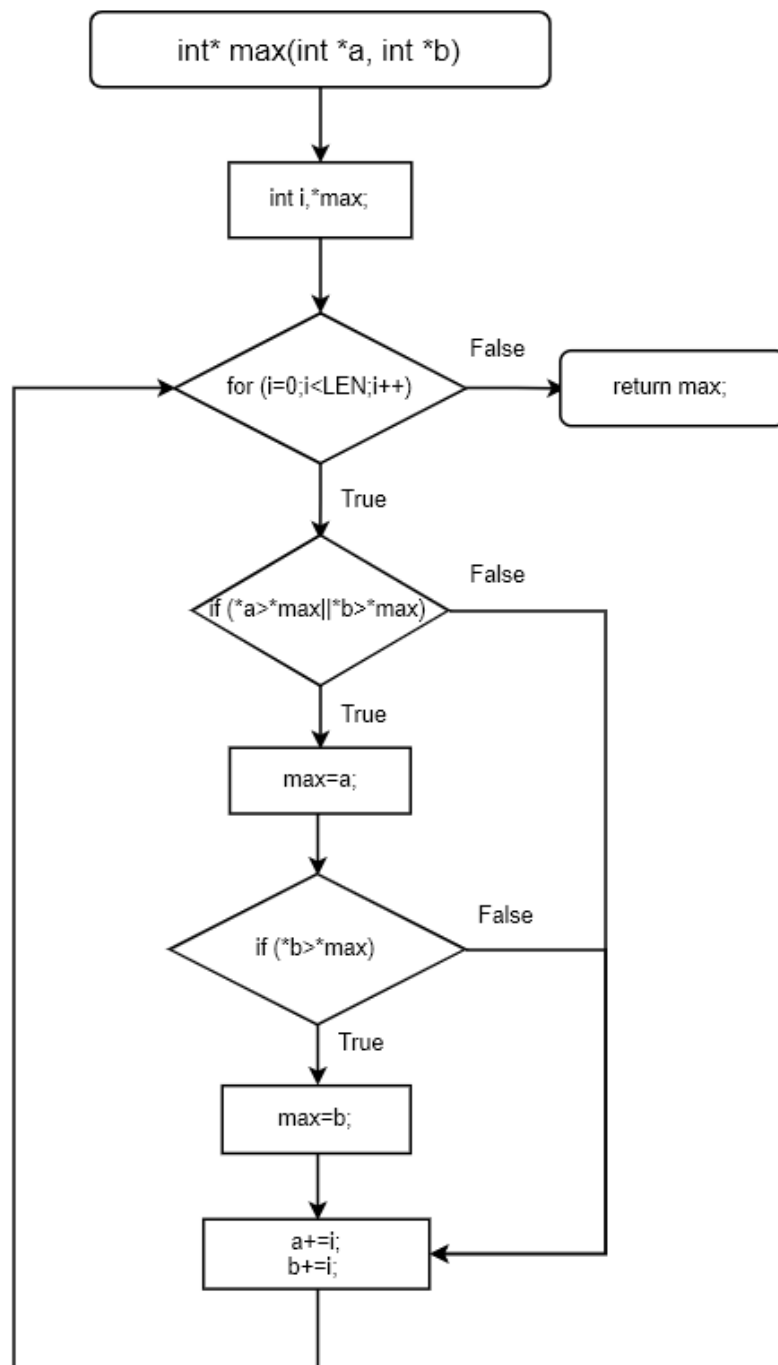 int* max(int *a, int *b)
int i,*max;
for (i=0;i<LEN;i++)
False
return max;
True
if (*a>*max||*b>*max)
False
True
max=a;
if (*b>*max)
False
True
max=b;
a+=i;
b+=i;